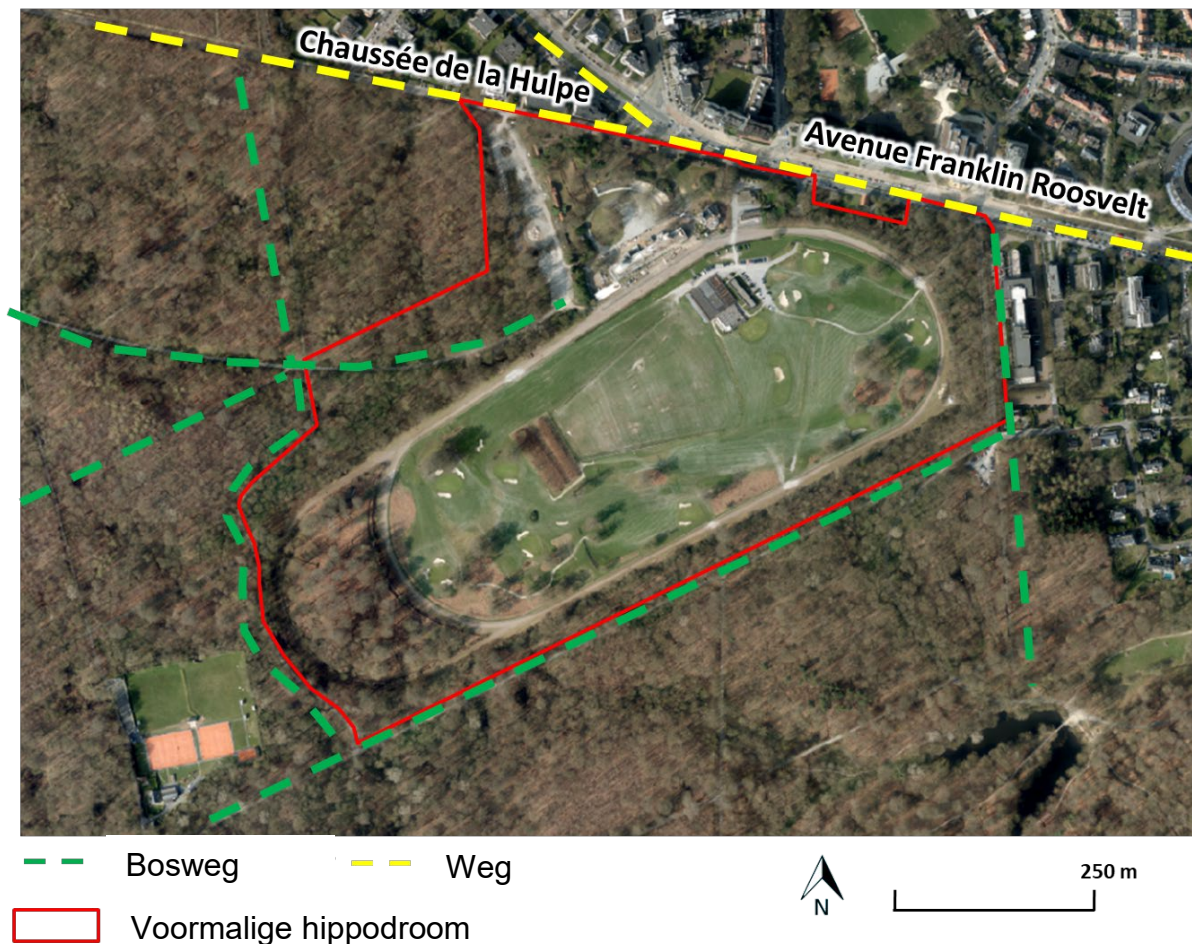 Chaussée de la Hulpe
Avenue Franklin Roosvelt
Bosweg
Weg
250 m
N
Voormalige hippodroom